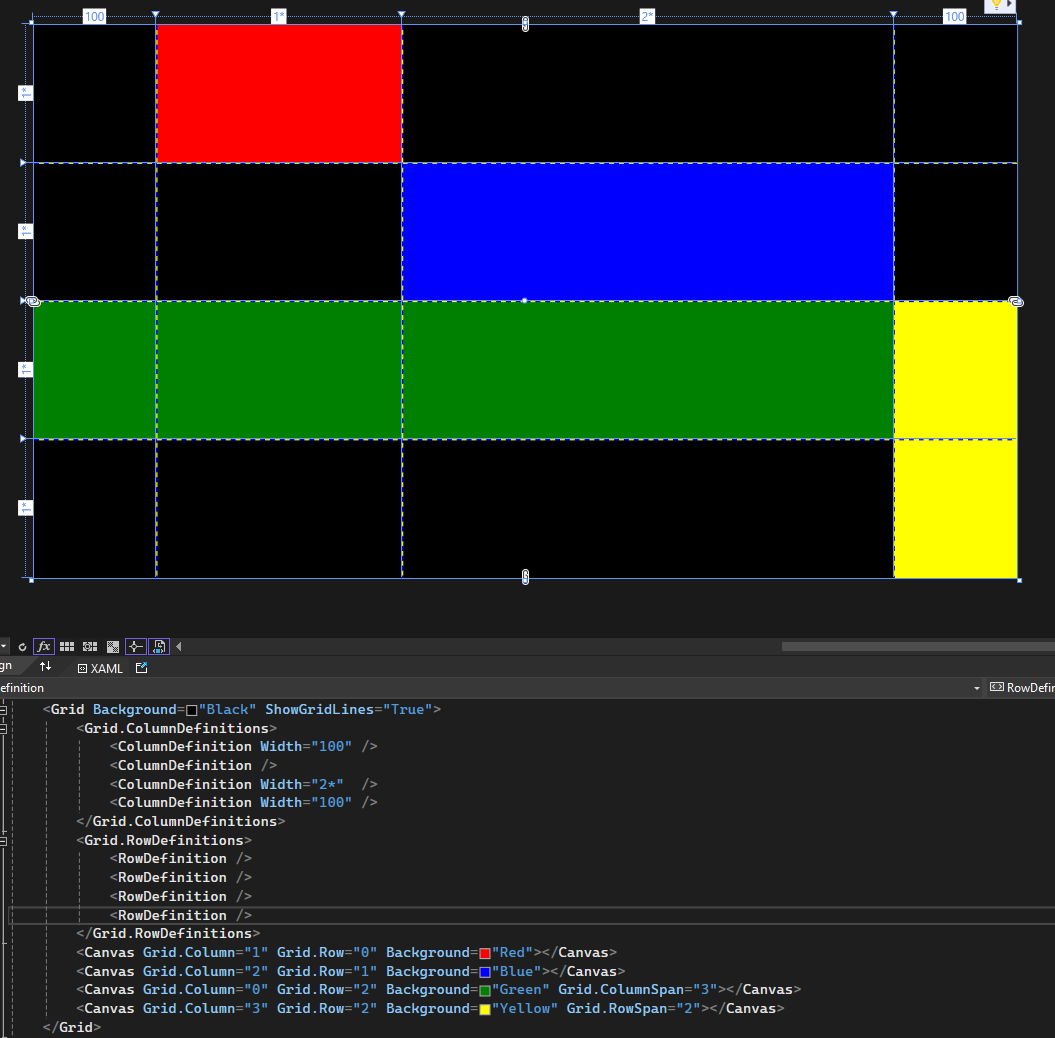 100 1* 2* 100
1*
1*
1*
1*
fx
gn XAML
efinition RowDefin
<Grid Background="Black" ShowGridLines="True">
<Grid.ColumnDefinitions>
<ColumnDefinition Width="100" />
<ColumnDefinition />
<ColumnDefinition Width="2*"  />
<ColumnDefinition Width="100" />
</Grid.ColumnDefinitions>
<Grid.RowDefinitions>
<RowDefinition />
<RowDefinition />
<RowDefinition />
<RowDefinition />
</Grid.RowDefinitions>
<Canvas Grid.Column="1" Grid.Row="0" Background="Red"></Canvas>
<Canvas Grid.Column="2" Grid.Row="1" Background="Blue"></Canvas>
<Canvas Grid.Column="0" Grid.Row="2" Background="Green" Grid.ColumnSpan="3"></Canvas>
<Canvas Grid.Column="3" Grid.Row="2" Background="Yellow" Grid.RowSpan="2"></Canvas>
</Grid>